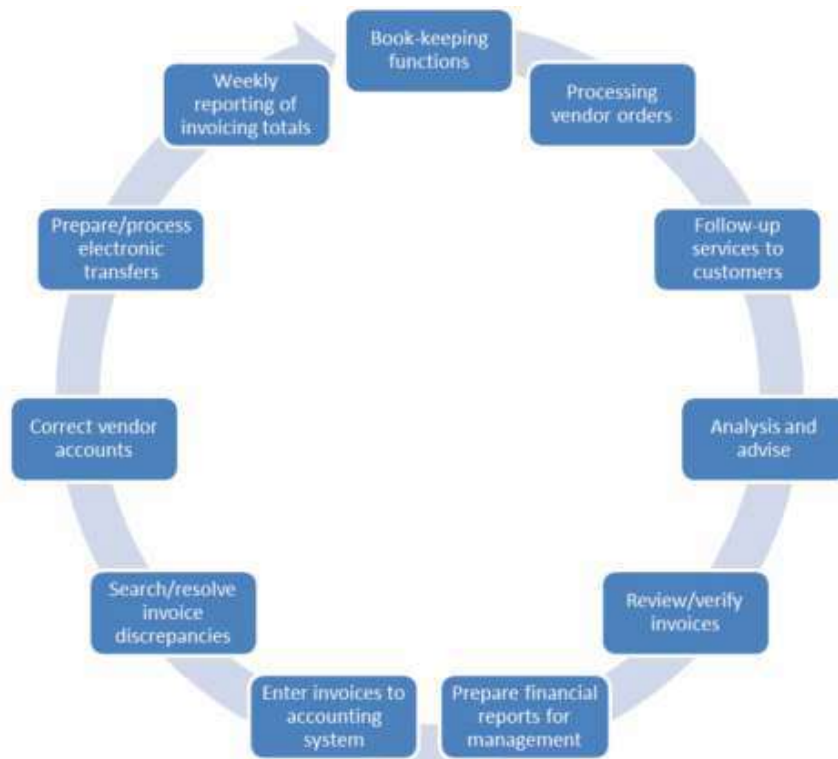 Book-keeping
functions
Processing
vendor orders
Follow-up
services to
customers
Analysis and
advise
Review/verify
invoices
Prepare financial
reports for
management
Enter invoices to
accounting
system
Search/resolve
invoice
discrepancies
Correct vendor
accounts
Prepare/process
electronic
transfers
Weekly
reporting of
invoicing totals